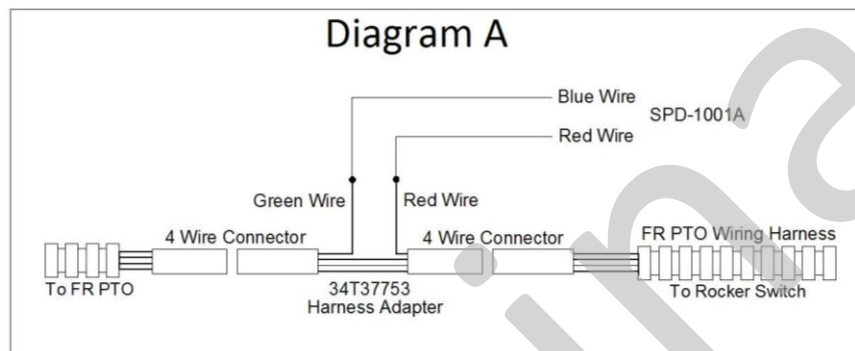 Diagram A
Blue Wire
SPD-1001A
Red Wire
Green Wire
Red Wire
4 Wire Connector
4 Wire Connector
FR PTO Wiring Harness
To FR PTO
34T37753
Harness Adapter
To Rocker Switch